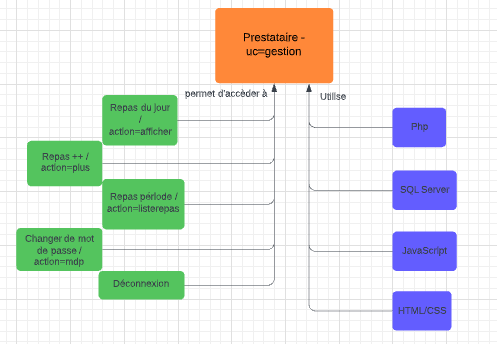 Prestataire -
uc=gestion
permet d'accèder à
Utilise
Repas du jour
/
action=afficher
Repas ++ /
action=plus
Repas période /
action=listerepas
Changer de mot
de passe /
action=mdp
Déconnexion
Php
SQL Server
JavaScript
HTML/CSS